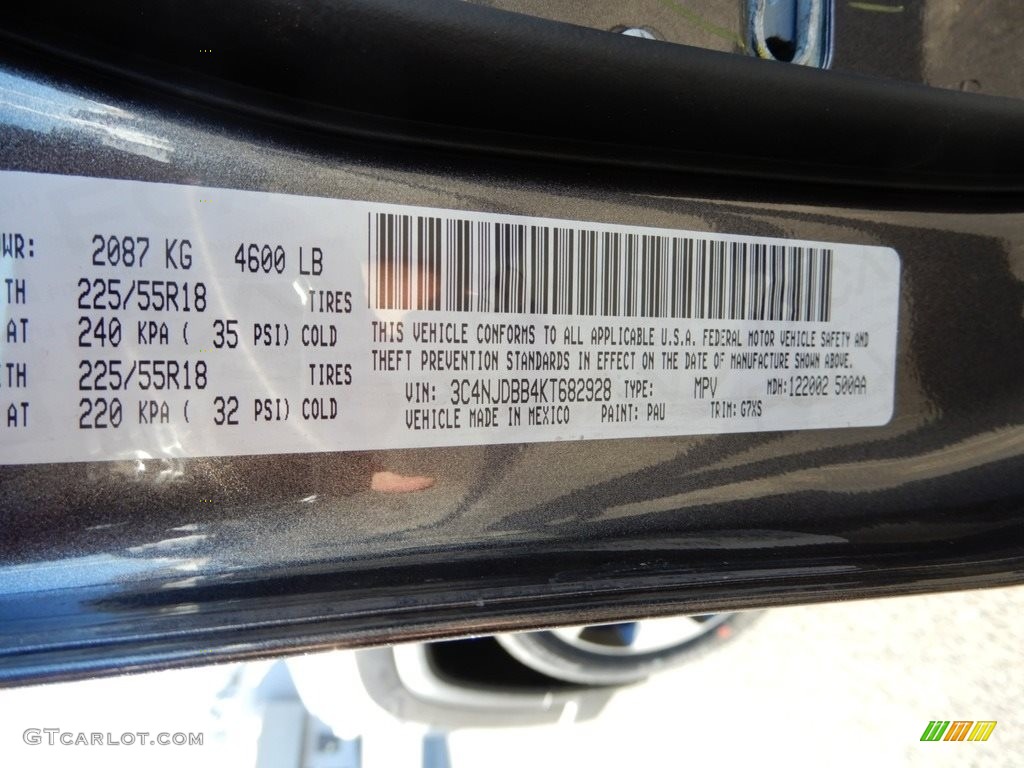 WR: 2087 KG 4600 LB
TH 225/55R18 TIRES
AT 240 KPA ( 35 PSI) COLD
TH 225/55R18 TIRES
AT 220 KPA ( 32 PSI) COLD
THIS VEHICLE CONFORMS TO ALL APPLICABLE U.S.A. FEDERAL MOTOR VEHICLE SAFETY AND
THEFT PREVENTION STANDARDS IN EFFECT ON THE DATE OF MANUFACTURE SHOWN ABOVE.
VIN: 3C4NJDBB4KT682928 TYPE: MPV MDH:122002 500AA
VEHICLE MADE IN MEXICO PAINT: PAU TRIM: G7XS
GTCARLOT.COM